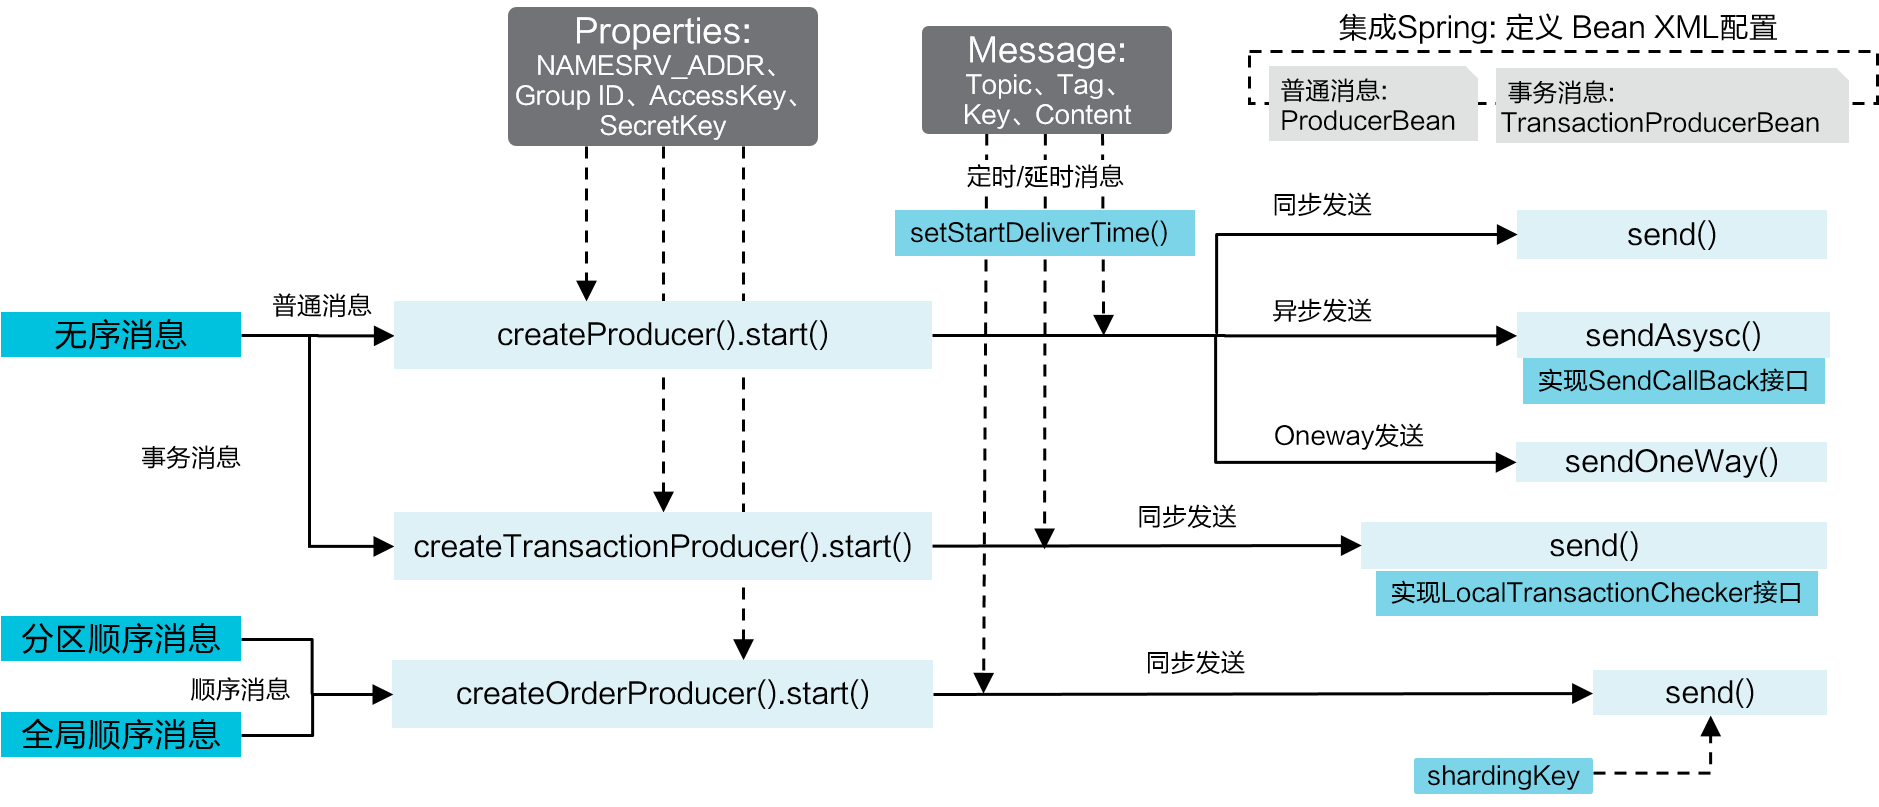 Properties:
NAMESRV_ADDR、
Group ID、AccessKey、
SecretKey
Message:
Topic、Tag、
Key、Content
集成Spring: 定义 Bean XML配置
普通消息:
ProducerBean
事务消息:
TransactionProducerBean
定时/延时消息
setStartDeliverTime()
同步发送
send()
无序消息
普通消息
createProducer().start()
异步发送
sendAsysc()
实现SendCallBack接口
Oneway发送
sendOneWay()
事务消息
createTransactionProducer().start()
同步发送
send()
实现LocalTransactionChecker接口
分区顺序消息
顺序消息
全局顺序消息
createOrderProducer().start()
同步发送
send()
shardingKey